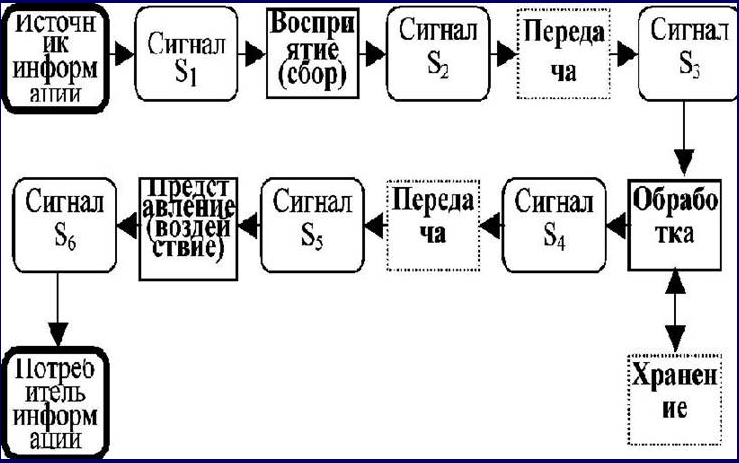 Источн
ик
информ
ации
Сигнал
S1
Воспри
ятие
(сбор)
Сигнал
S2
Переда
ча
Сигнал
S3
Сигнал
S6
Предст
авление
(воздей
ствие)
Сигнал
S5
Переда
ча
Сигнал
S4
Обрабо
тка
Потреб
итель
информ
ации
Хранен
ие